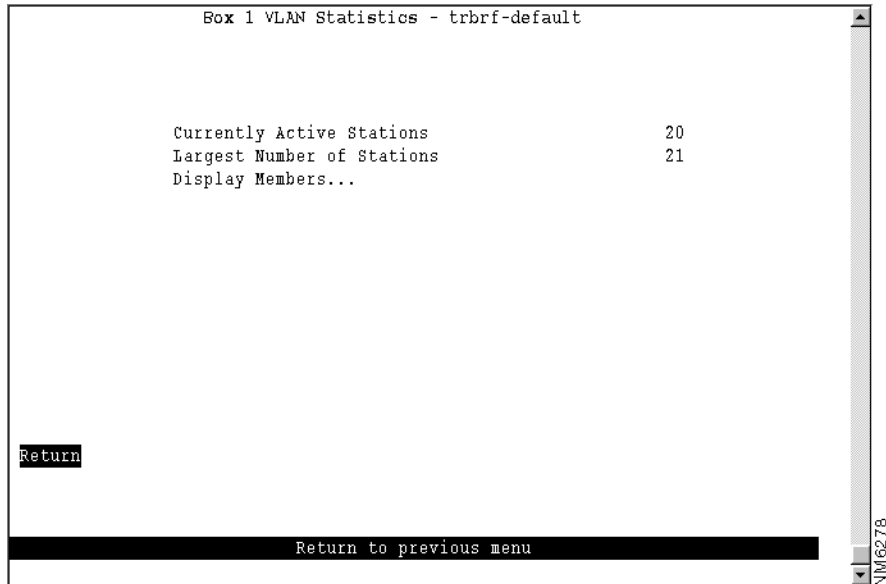 Box 1 VLAN Statistics - trbrf-default
Currently Active Stations 20
Largest Number of Stations 21
Display Members...
Return
Return to previous menu
NM6278